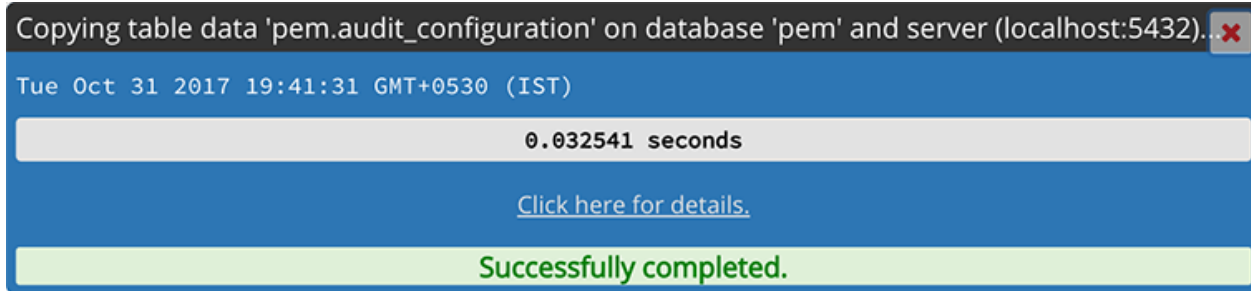 Copying table data 'pem.audit_configuration' on database 'pem' and server (localhost:5432)...
Tue Oct 31 2017 19:41:31 GMT+0530 (IST)
0.032541 seconds
Click here for details.
Successfully completed.